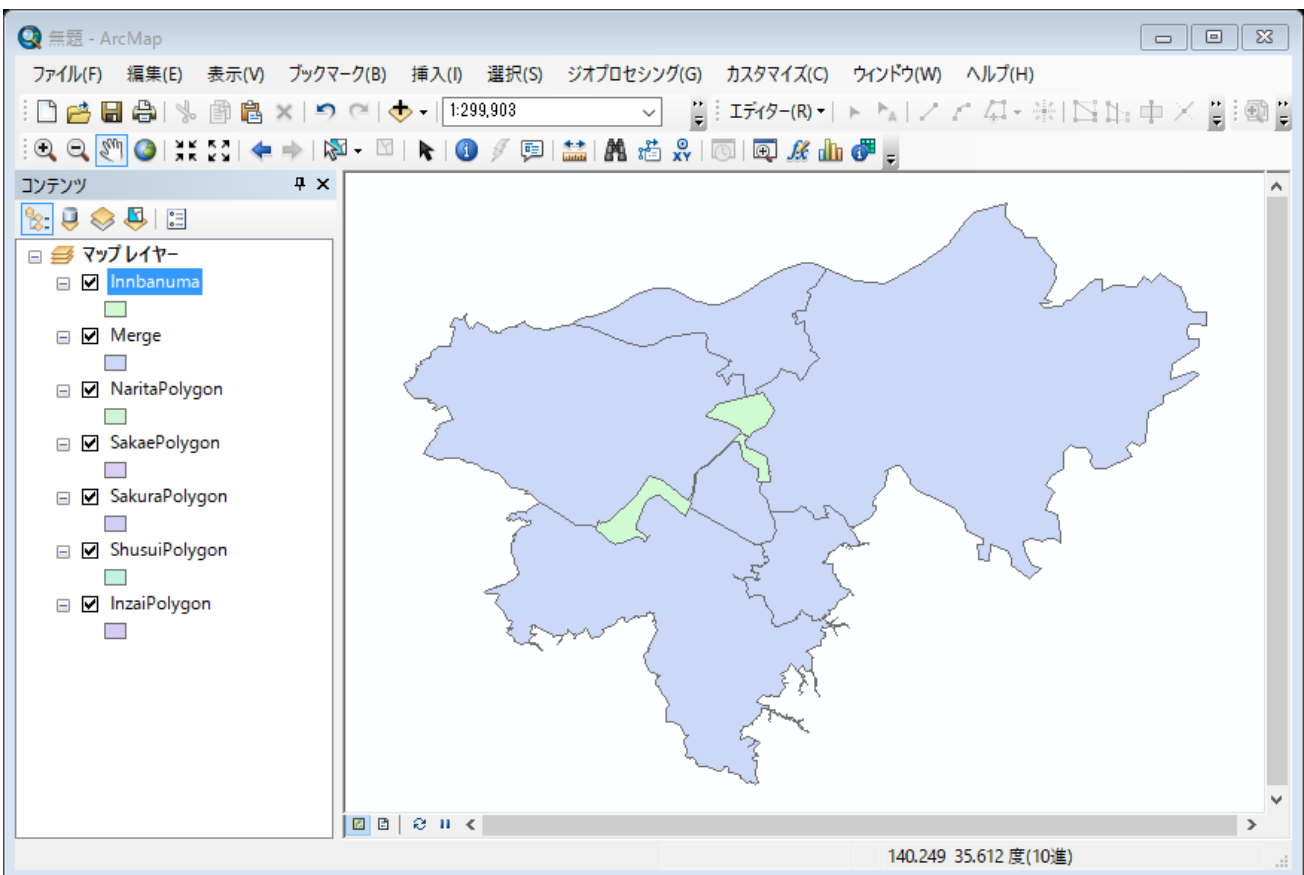 無題 - ArcMap
ファイル(F) 編集(E) 表示(V) ブックマーク(B) 挿入(I) 選択(S) ジオプロセシング(G) カスタマイズ(C) ウィンドウ(W) ヘルプ(H)
1:299,903 エディター(R)
XY
コンテンツ
マップ レイヤー
Innbanuma
Merge
NaritaPolygon
SakaePolygon
SakuraPolygon
ShusuiPolygon
InzaiPolygon
140.249 35.612 度(10進)